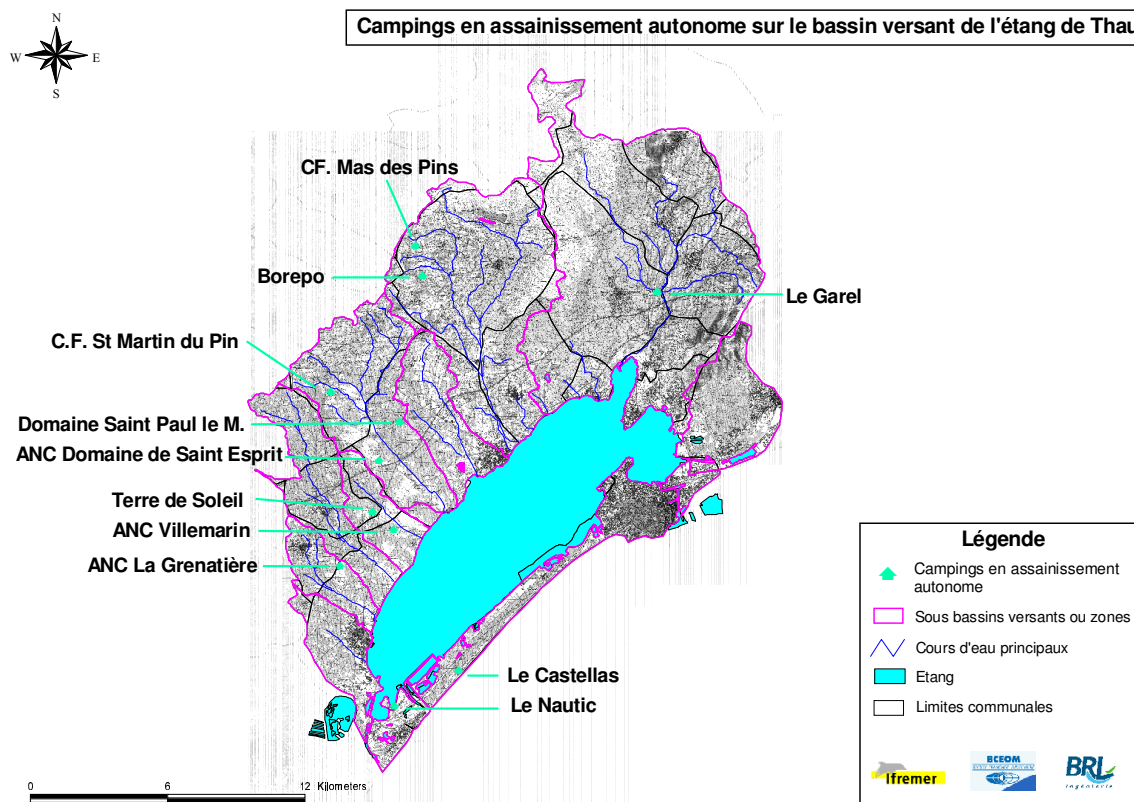 Campings en assainissement autonome sur le bassin versant de l'étang de Thau
N
W
E
S
CF. Mas des Pins
Borepo
Le Garel
C.F. St Martin du Pin
Domaine Saint Paul le M.
ANC Domaine de Saint Esprit
Terre de Soleil
ANC Villemarin
ANC La Grenatière
Le Castellas
Le Nautic
Légende
Campings en assainissement
autonome
Sous bassins versants ou zones
Cours d'eau principaux
Etang
Limites communales
Ifremer
BCEOM
BRL
ingénierie
0 6 12 Kilometers